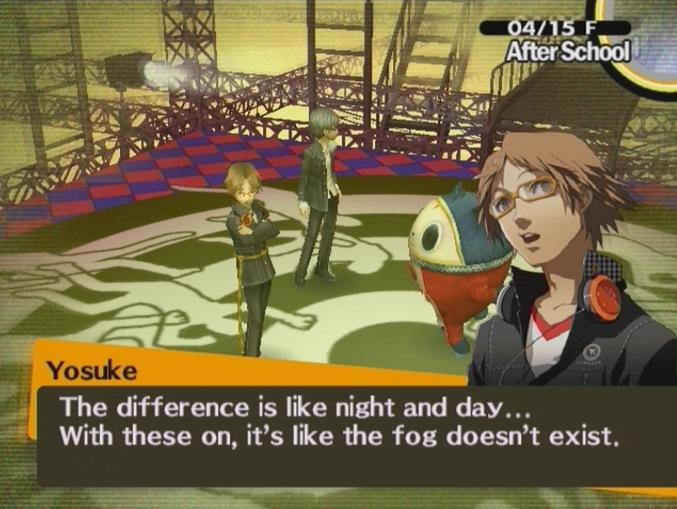 04/15 F
After School
Yosuke
The difference is like night and day...
With these on, it's like the fog doesn't exist.